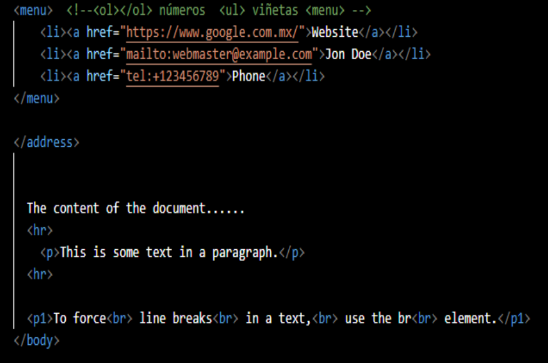 <menu>  <!--<ol></ol> números  <ul> viñetas <menu> -->
<li><a href="https://www.google.com.mx/">Website</a></li>
<li><a href="mailto:webmaster@example.com">Jon Doe</a></li>
<li><a href="tel:+123456789">Phone</a></li>
</menu>
</address>
The content of the document......
<hr>
<p>This is some text in a paragraph.</p>
<hr>
<p1>To force<br> line breaks<br> in a text,<br> use the br<br> element.</p1>
</body>